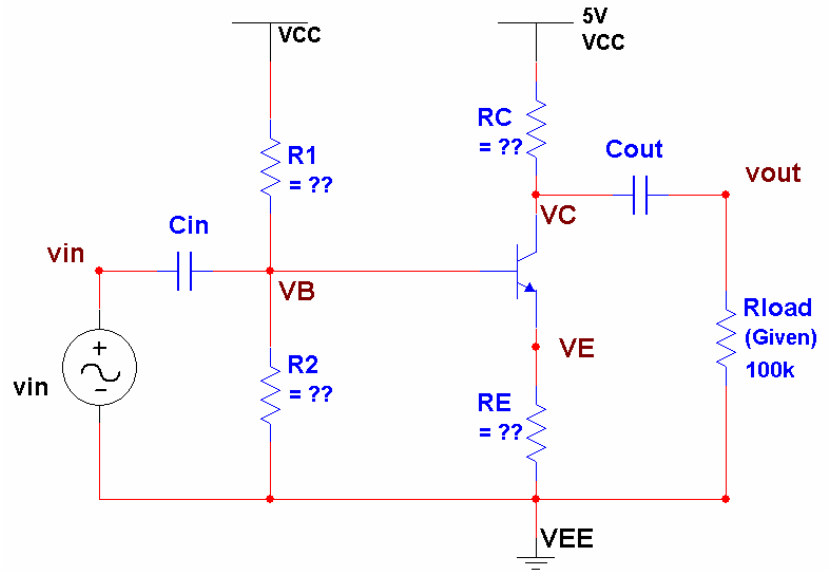 VCC
5V
VCC
R1
= ??
RC
= ??
Cout
vout
Cin
vin
VC
VB
+
−
vin
R2
= ??
VE
RE
= ??
Rload
(Given)
100k
VEE